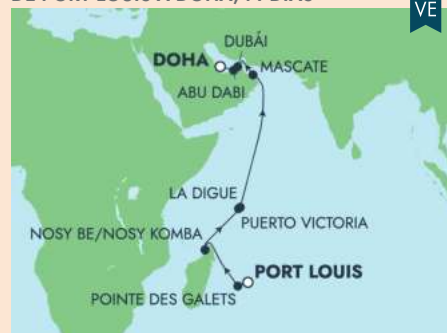 VE
DUBÁI
DOHA
MASCATE
ABU DABI
LA DIGUE
PUERTO VICTORIA
NOSY BE/NOSY KOMBA
PORT LOUIS
POINTE DES GALETS